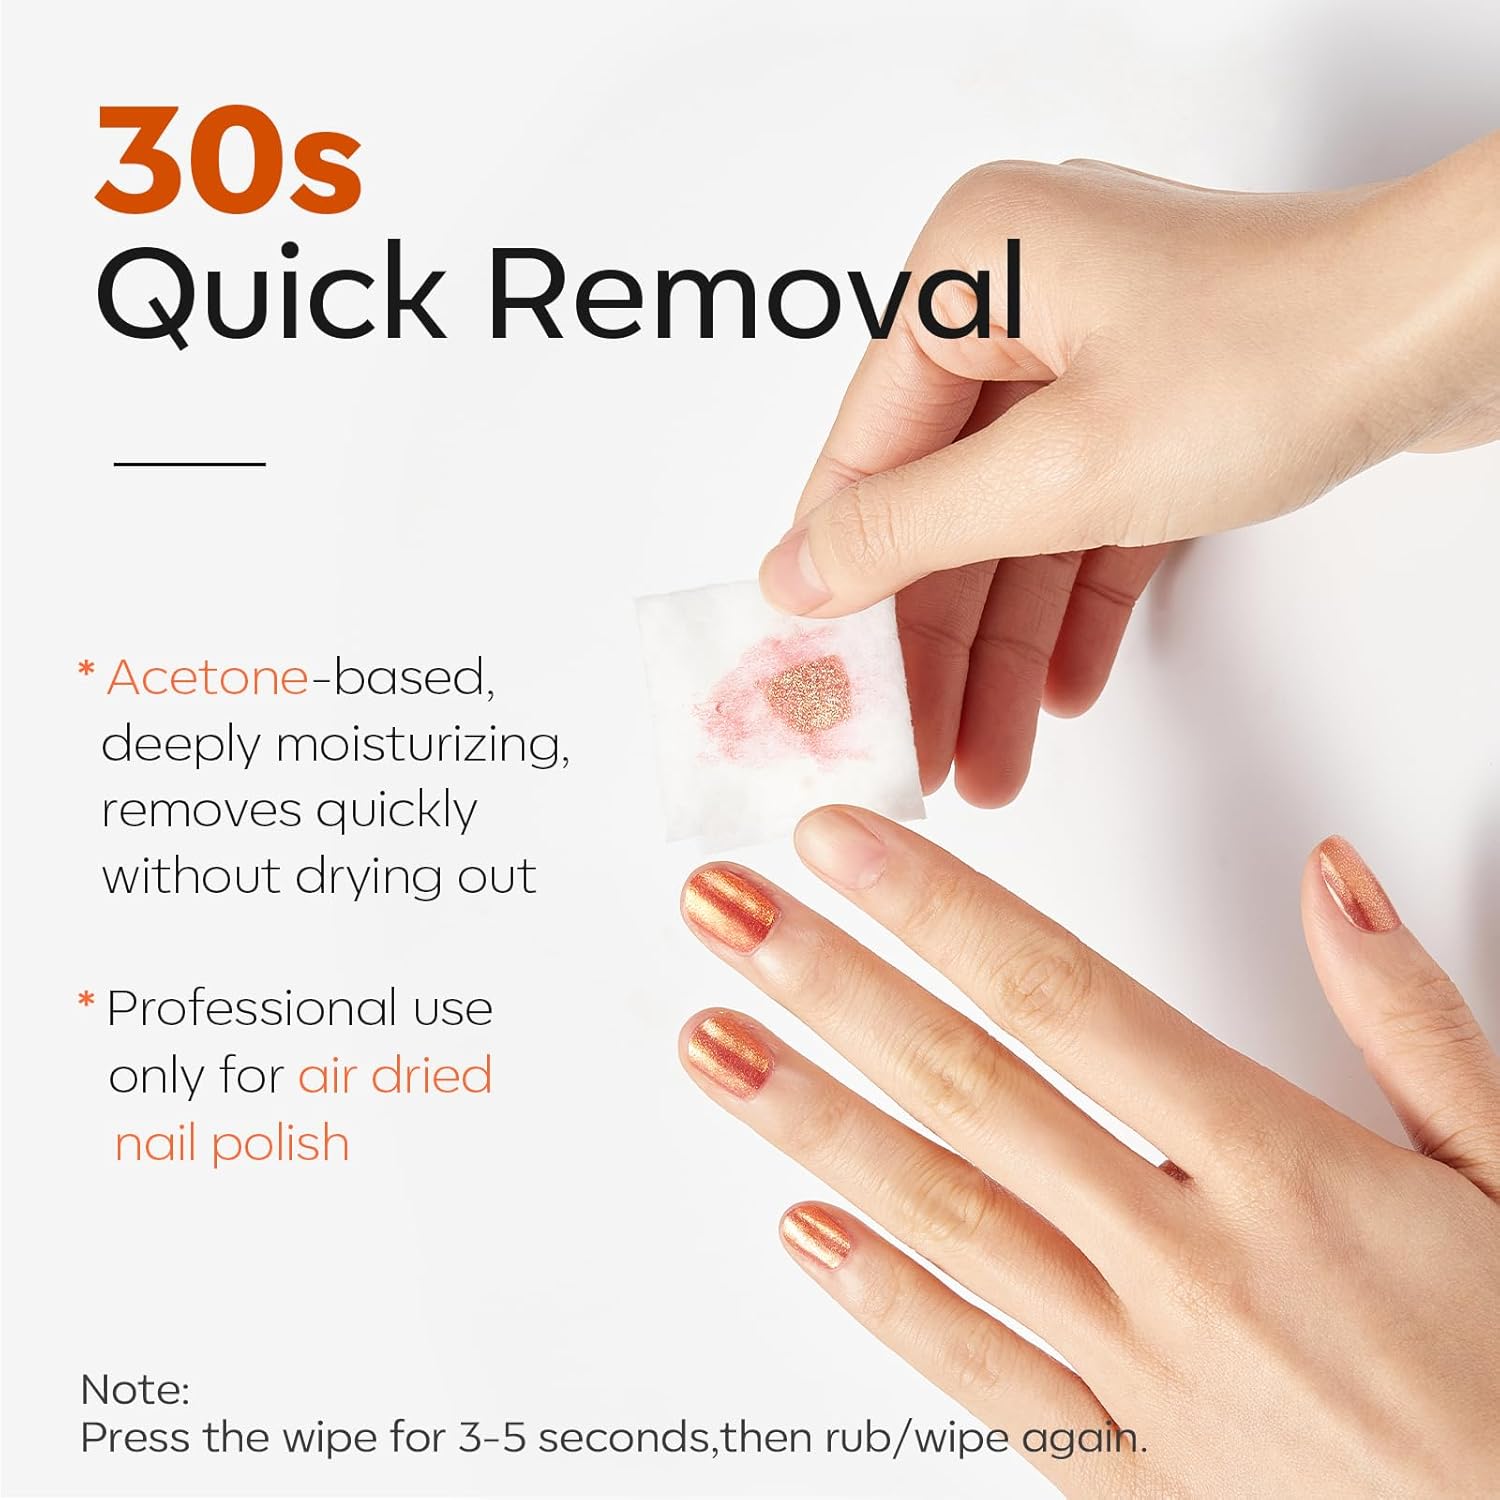 30s
Quick Removal
* Acetone-based,
deeply moisturizing,
removes quickly
without drying out
* Professional use
only for air dried
nail polish
Note:
Press the wipe for 3-5 seconds,then rub/wipe again.